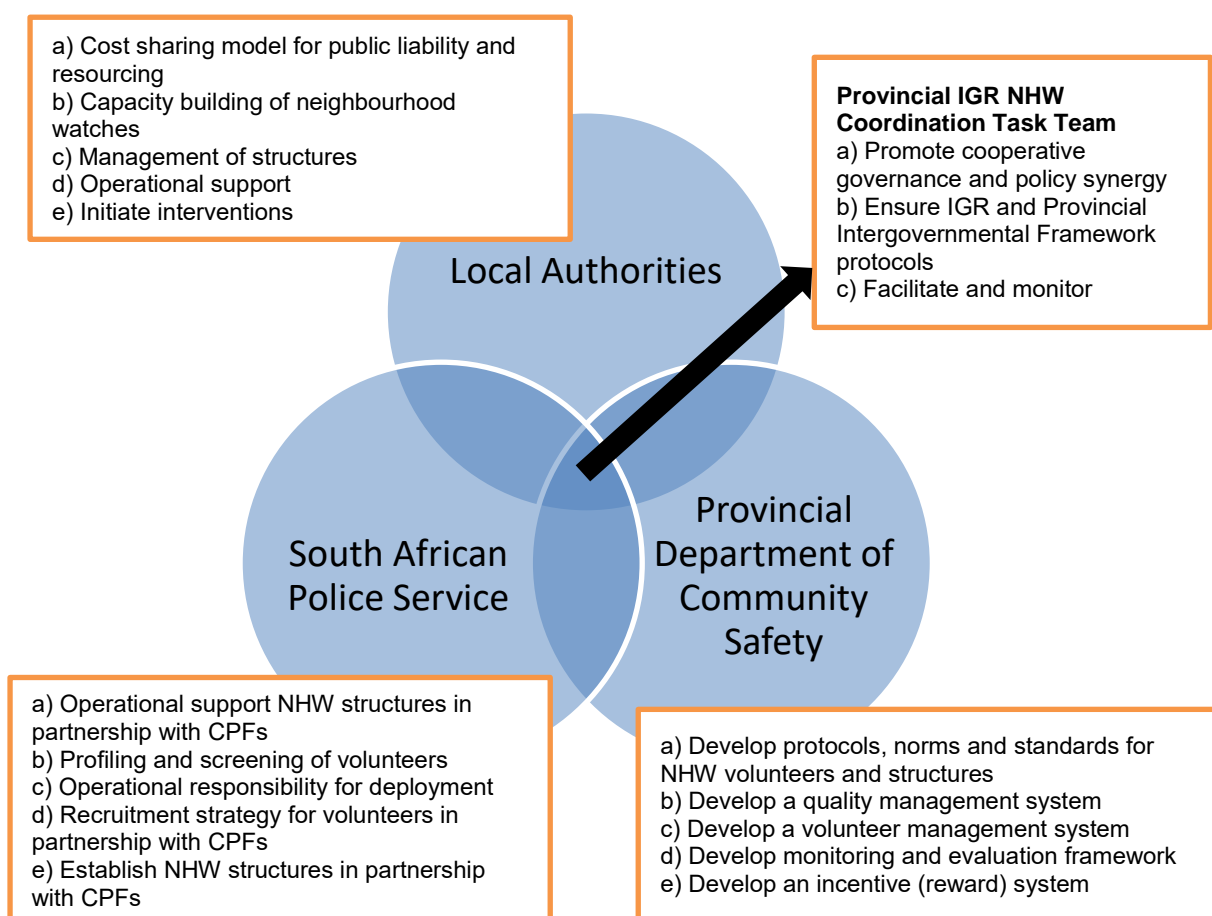 a) Cost sharing model for public liability and
resourcing
b) Capacity building of neighbourhood
watches
c) Management of structures
d) Operational support
e) Initiate interventions
Provincial IGR NHW
Coordination Task Team
a) Promote cooperative
governance and policy synergy
b) Ensure IGR and Provincial
Intergovernmental Framework
protocols
c) Facilitate and monitor
Local Authorities
South African
Police Service
Provincial
Department of
Community
Safety
a) Operational support NHW structures in
partnership with CPFs
b) Profiling and screening of volunteers
c) Operational responsibility for deployment
d) Recruitment strategy for volunteers in
partnership with CPFs
e) Establish NHW structures in partnership
with CPFs
a) Develop protocols, norms and standards for
NHW volunteers and structures
b) Develop a quality management system
c) Develop a volunteer management system
d) Develop monitoring and evaluation framework
e) Develop an incentive (reward) system